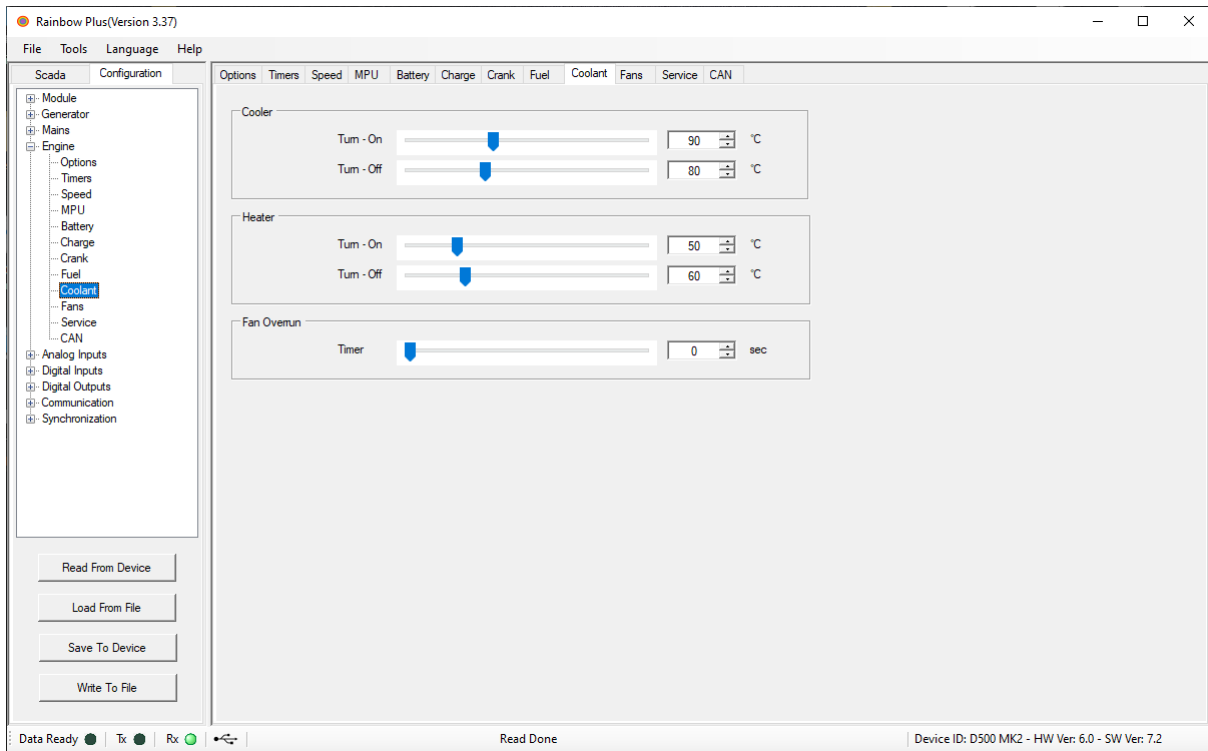 Rainbow Plus(Version 3.37)
File Tools Language Help
Scada Configuration
Module
Generator
Mains
Engine
Options
Timers
Speed
MPU
Battery
Charge
Crank
Fuel
Coolant
Fans
Service
CAN
Analog Inputs
Digital Inputs
Digital Outputs
Communication
Synchronization
Read From Device
Load From File
Save To Device
Write To File
Options Timers Speed MPU Battery Charge Crank Fuel Coolant Fans Service CAN
Cooler
Turn - On 90 °C
Turn - Off 80 °C
Heater
Turn - On 50 °C
Turn - Off 60 °C
Fan Overrun
Timer 0 sec
Data Ready Tx Rx Read Done Device ID: D500 MK2 - HW Ver: 6.0 - SW Ver: 7.2